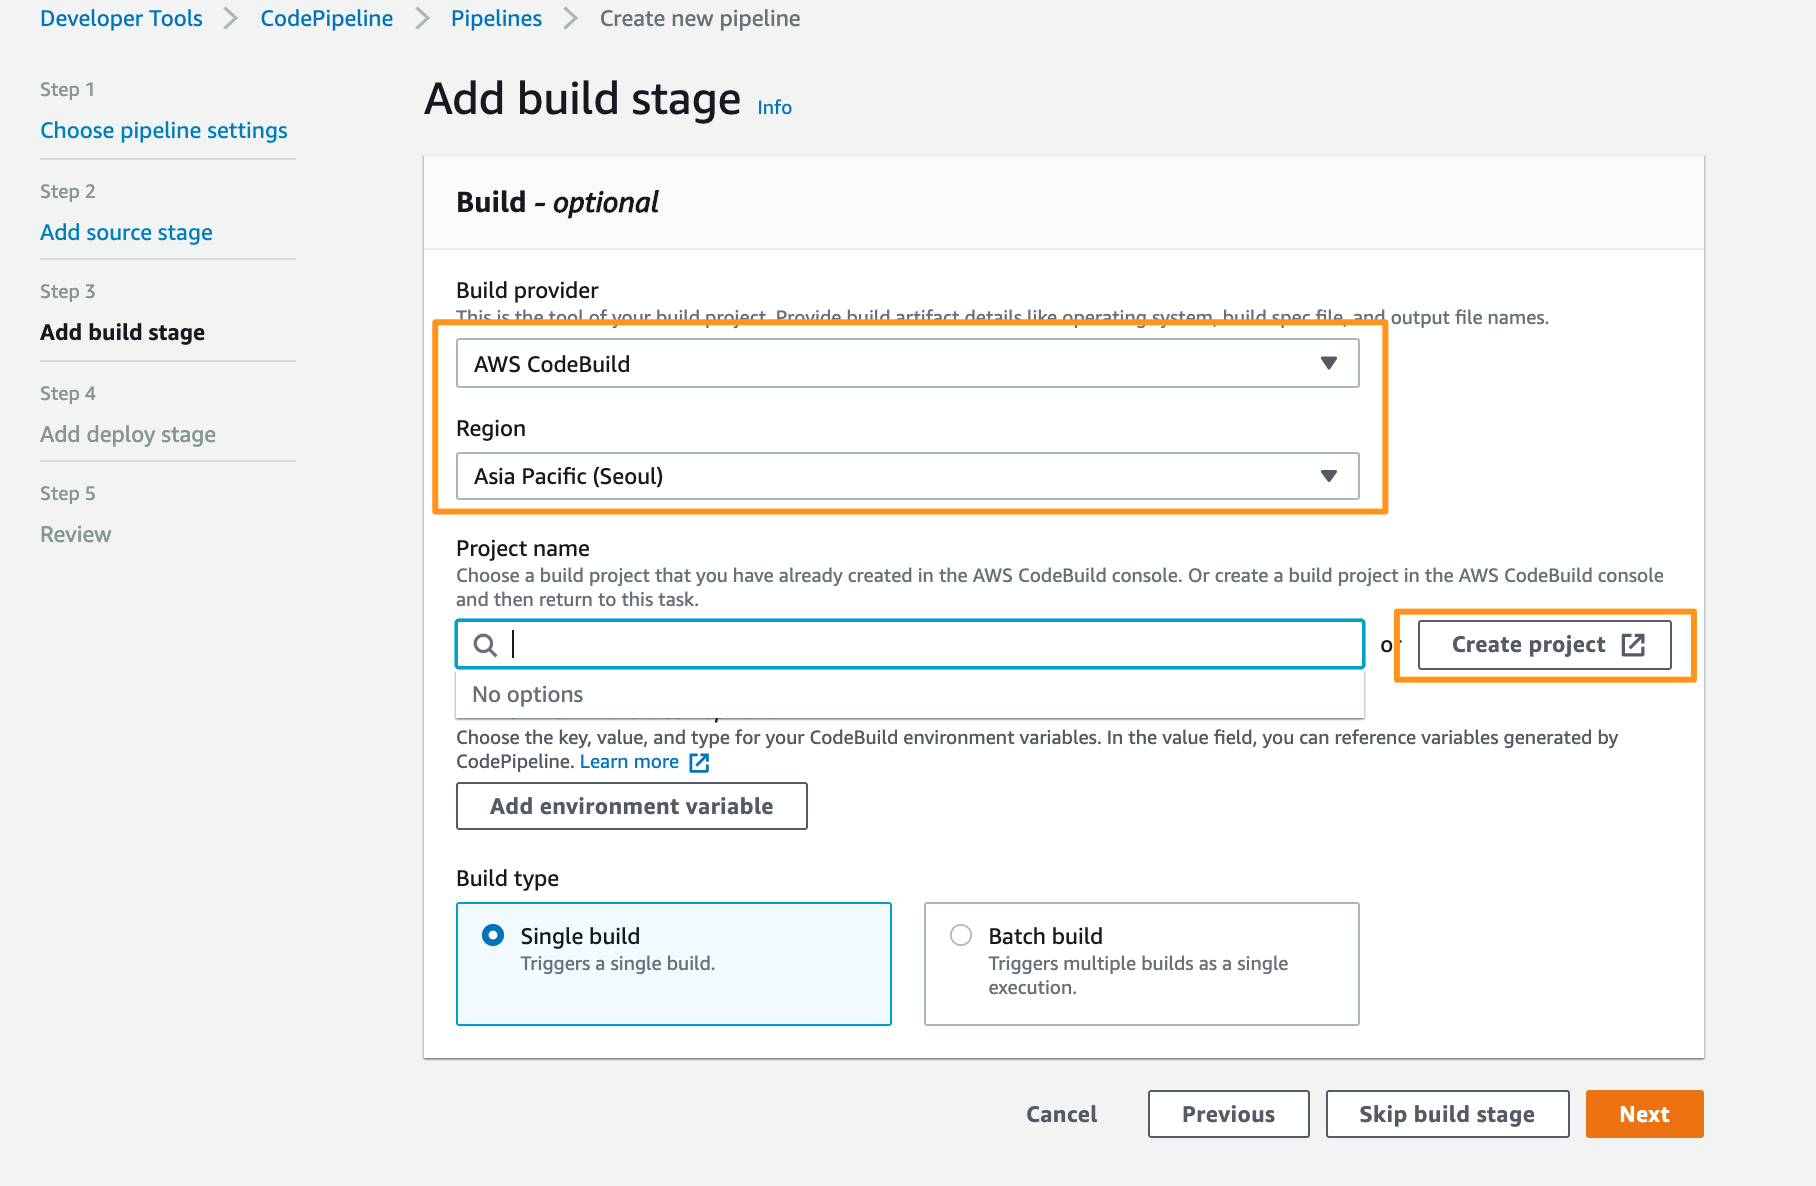 Developer Tools
CodePipeline
Pipelines
Create new pipeline
Step 1
Choose pipeline settings
Step 2
Add source stage
Step 3
Add build stage
Step 4
Add deploy stage
Step 5
Review
Add build stage Info
Build - optional
Build provider
This is the tool of your build project. Provide build artifact details like operating system, build spec file, and output file names.
AWS CodeBuild
Region
Asia Pacific (Seoul)
Project name
Choose a build project that you have already created in the AWS CodeBuild console. Or create a build project in the AWS CodeBuild console
and then return to this task.
or
Create project
No options
Choose the key, value, and type for your CodeBuild environment variables. In the value field, you can reference variables generated by
CodePipeline. Learn more
Add environment variable
Build type
Single build
Triggers a single build.
Batch build
Triggers multiple builds as a single
execution.
Cancel
Previous
Skip build stage
Next